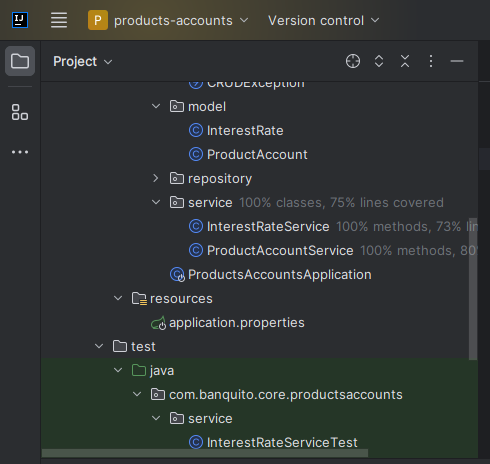 IJ P products-accounts Version control
Project
CRUDException
model
InterestRate
ProductAccount
repository
service 100% classes, 75% lines covered
InterestRateService 100% methods, 73% lin
ProductAccountService 100% methods, 80%
ProductsAccountsApplication
resources
application.properties
test
java
com.banquito.core.productsaccounts
service
InterestRateServiceTest